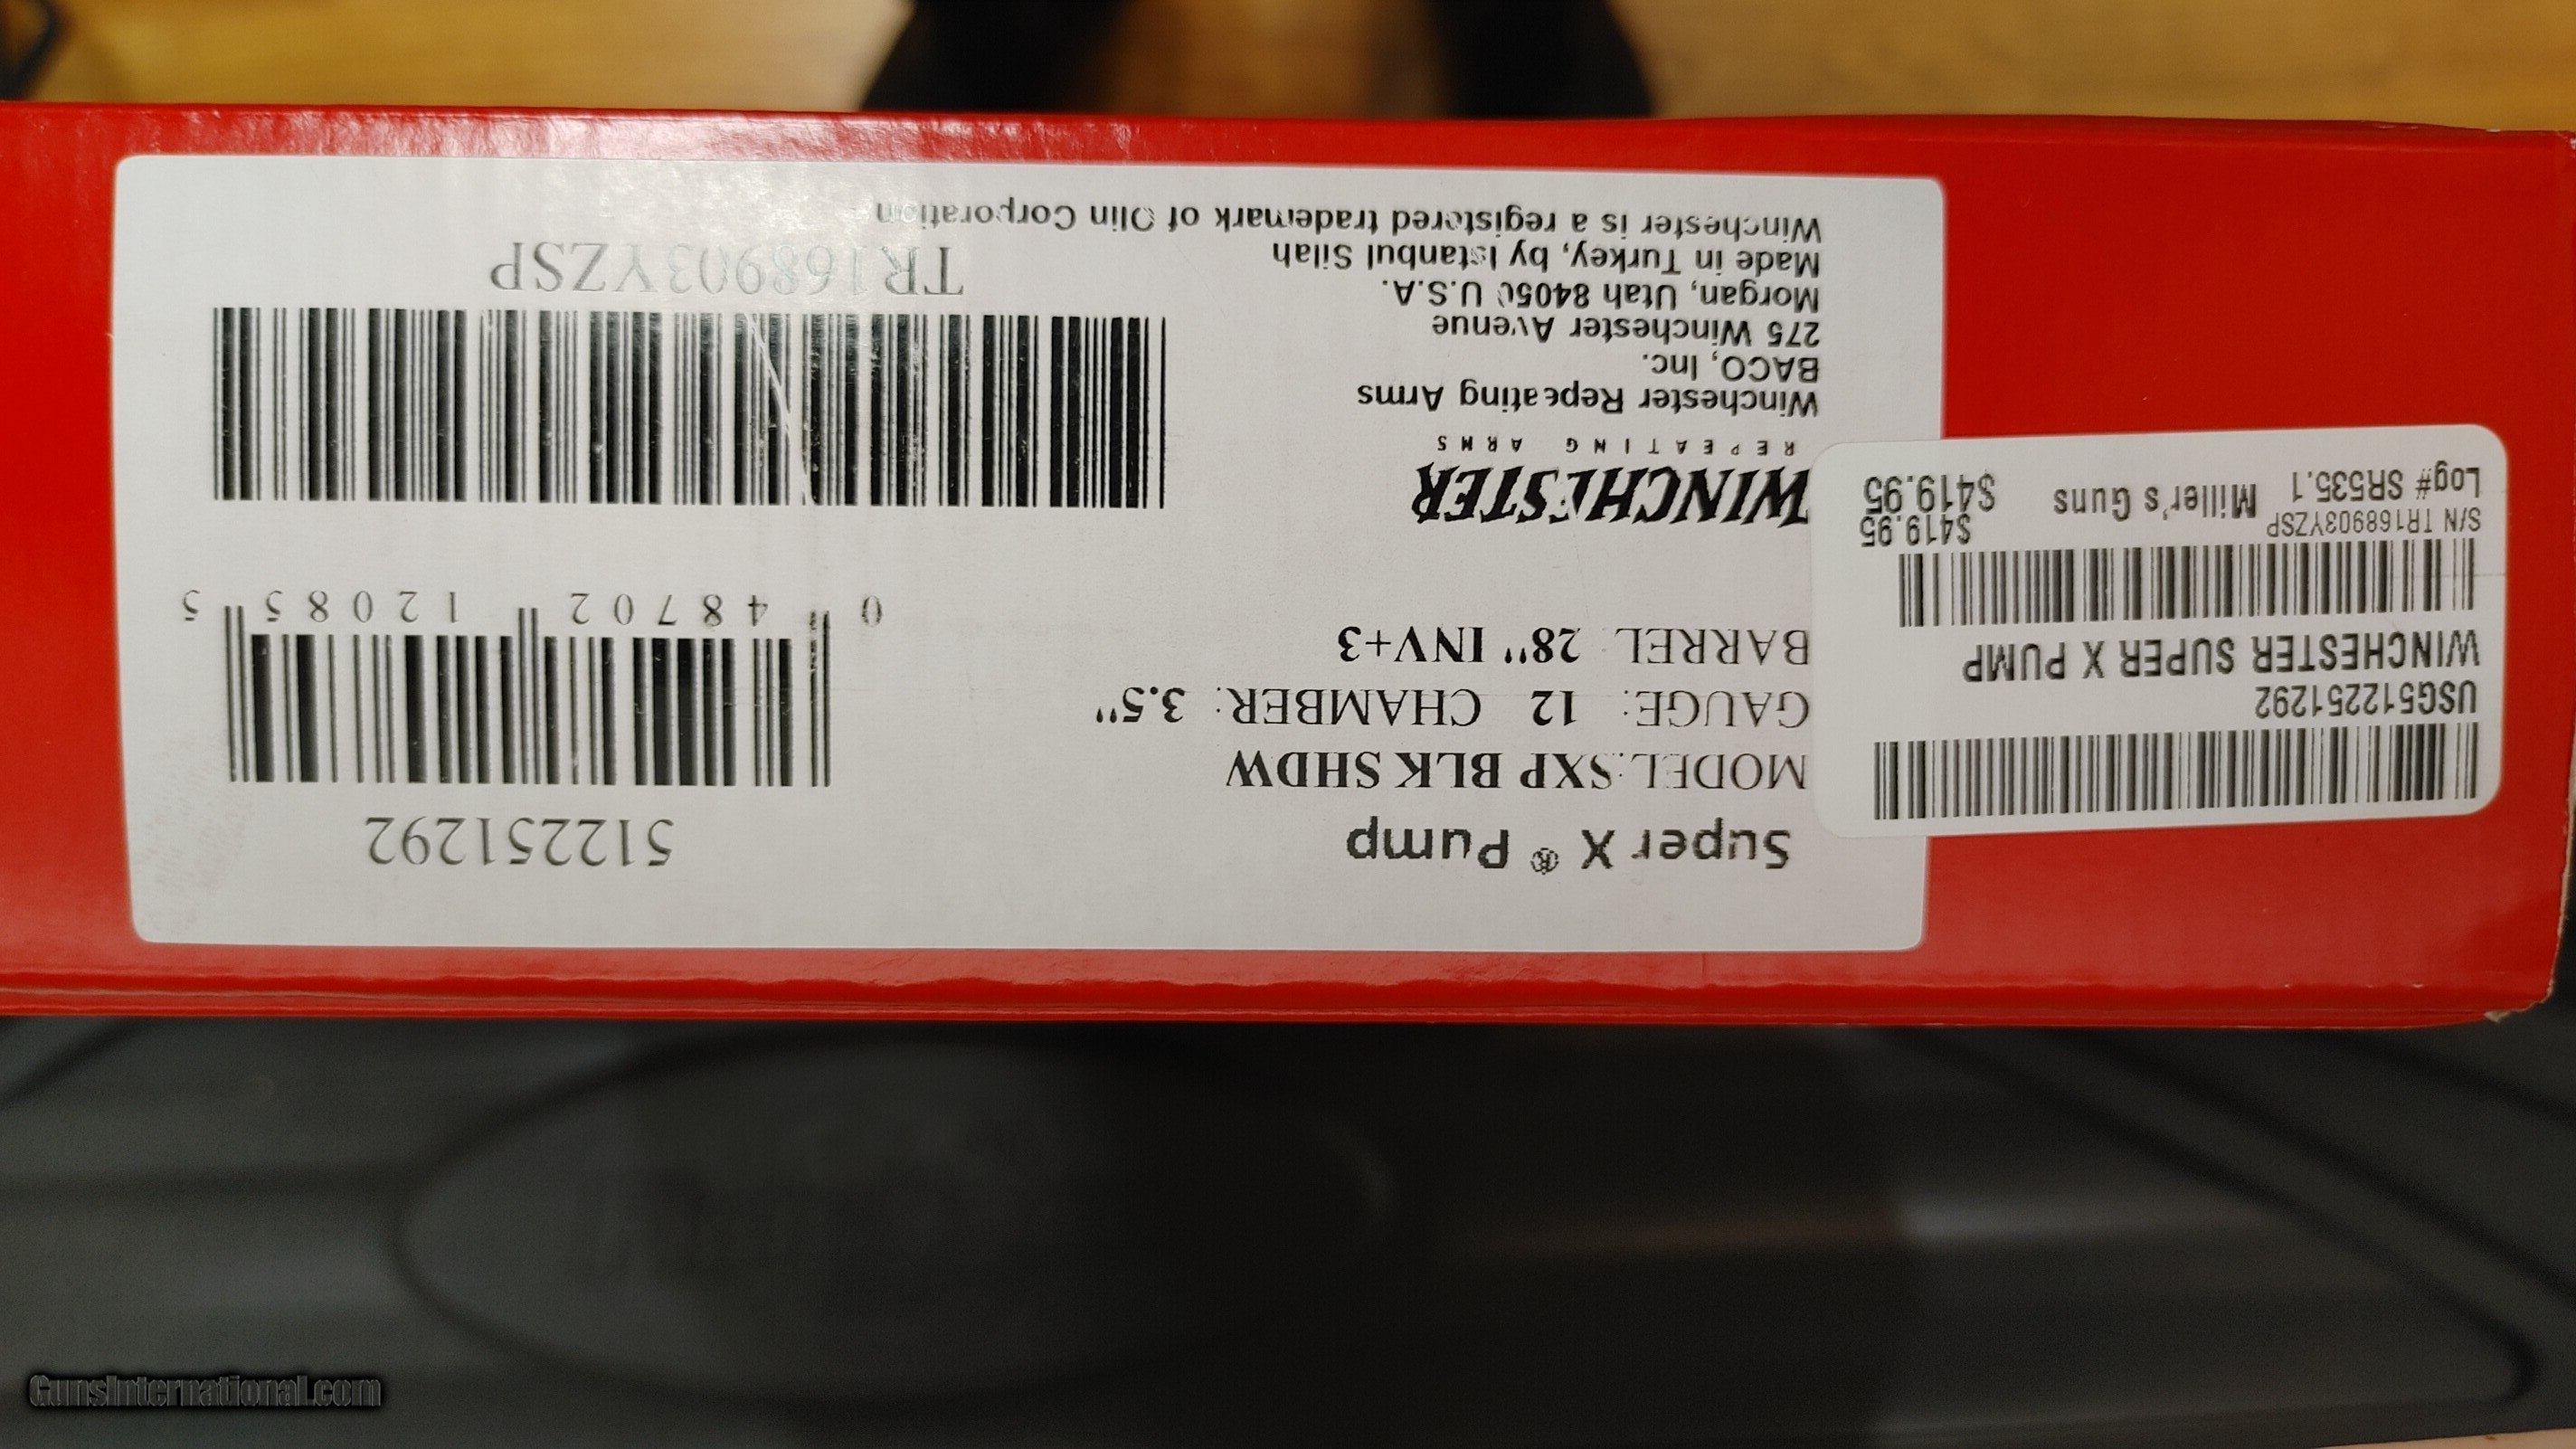 Super X ® Pump
MODEL: SXP BLK SHDW
GAUGE: 12 CHAMBER: 3.5"
BARREL: 28" INV+3
WINCHESTER
REPEATING ARMS
Winchester Repeating Arms
BACO, Inc.
275 Winchester Avenue
Morgan, Utah 84050 U.S.A.
Made in Turkey, by Istanbul Silah
Winchester is a registered trademark of Olin Corporation
512251292
0 48702 12085 5
TR168903YZSP
USG512251292
WINCHESTER SUPER X PUMP
S/N TR168903YZSP
$419.95
Log# SR535.1 Miller's Guns $419.95
GunsInternational.com